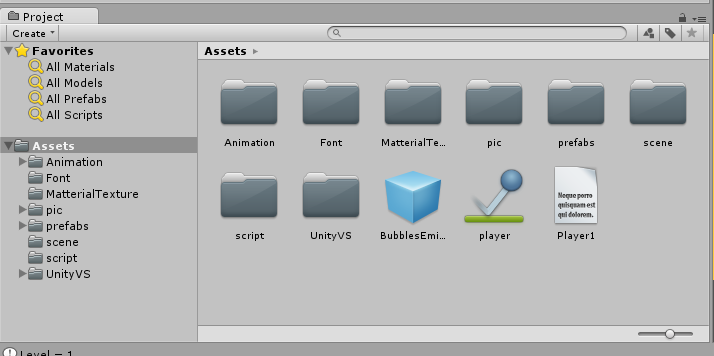 Project
Create
Favorites
All Materials
All Models
All Prefabs
All Scripts
Assets
Animation
Font
MatterialTexture
pic
prefabs
scene
script
UnityVS
Assets
Animation
Font
MatterialTe...
pic
prefabs
scene
script
UnityVS
BubblesEmi...
player
Neque porro
quisquam est
qui dolorem.
Player1
Level = 1